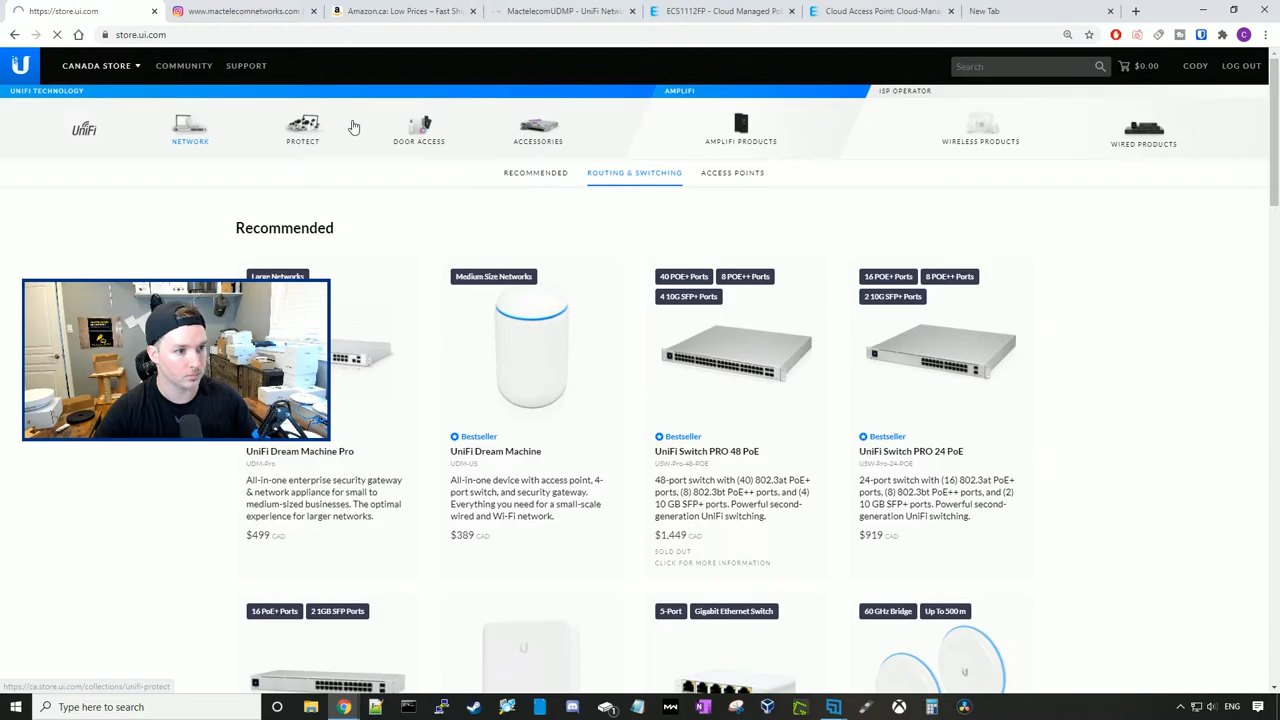 https://store.ui.com/
www.mactelecomnetworks.com |
Amazon.ca: Low Prices – Fast Shi
MactelecomUDMP - UniFi Netwo
ECS1112FP - Cloud Managed Po
Cloud Access Point: Cloud-Mana
New Tab
store.ui.com
CANADA STORE
COMMUNITY
SUPPORT
Search
$0.00
CODY
LOG OUT
UNIFI TECHNOLOGY
AMPLIFI
ISP OPERATOR
UniFi
NETWORK
PROTECT
DOOR ACCESS
ACCESSORIES
AMPLIFI PRODUCTS
WIRELESS PRODUCTS
WIRED PRODUCTS
RECOMMENDED
ROUTING & SWITCHING
ACCESS POINTS
Recommended
Large Networks
UniFi Dream Machine Pro
UDM-Pro
All-in-one enterprise security gateway
& network appliance for small to
medium-sized businesses. The optimal
experience for larger networks.
$499 CAD
Medium Size Networks
Bestseller
UniFi Dream Machine
UDM-US
All-in-one device with access point, 4-
port switch, and security gateway.
Everything you need for a small-scale
wired and Wi-Fi network.
$389 CAD
40 POE+ Ports
8 POE++ Ports
4 10G SFP+ Ports
Bestseller
UniFi Switch PRO 48 PoE
USW-Pro-48-POE
48-port switch with (40) 802.3at PoE+
ports, (8) 802.3bt PoE++ ports, and (4)
10 GB SFP+ ports. Powerful second-
generation UniFi switching.
$1,449 CAD
SOLD OUT
CLICK FOR MORE INFORMATION
16 POE+ Ports
8 POE++ Ports
2 10G SFP+ Ports
Bestseller
UniFi Switch PRO 24 PoE
USW-Pro-24-POE
24-port switch with (16) 802.3at PoE+
ports, (8) 802.3bt PoE++ ports, and (2)
10 GB SFP+ ports. Powerful second-
generation UniFi switching.
$919 CAD
16 PoE+ Ports
2 1GB SFP Ports
5-Port
Gigabit Ethernet Switch
60 GHz Bridge
Up To 500 m
https://ca.store.ui.com/collections/unifi-protect
Type here to search
ENG